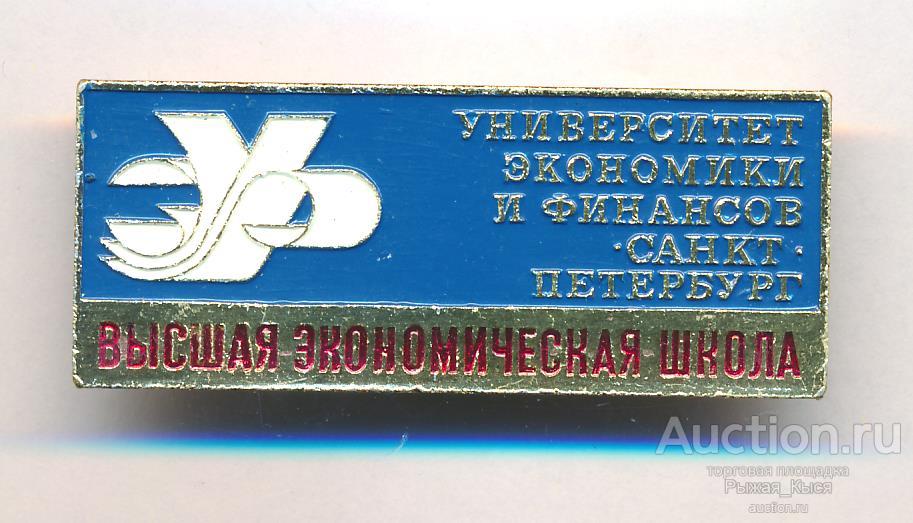 УНИВЕРСИТЕТ
ЭКОНОМИКИ
И ФИНАНСОВ
·САНКТ·
ПЕТЕРБУРГ
ВЫСШАЯ ЭКОНОМИЧЕСКАЯ ШКОЛА
Auction.ru
торговая площадка
Рыжая_Кыся
auction.ru